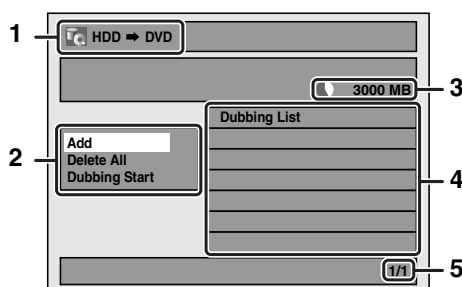 1
HDD ➡ DVD
3000 MB
3
Dubbing List
2
Add
Delete All
Dubbing Start
4
1/1
5